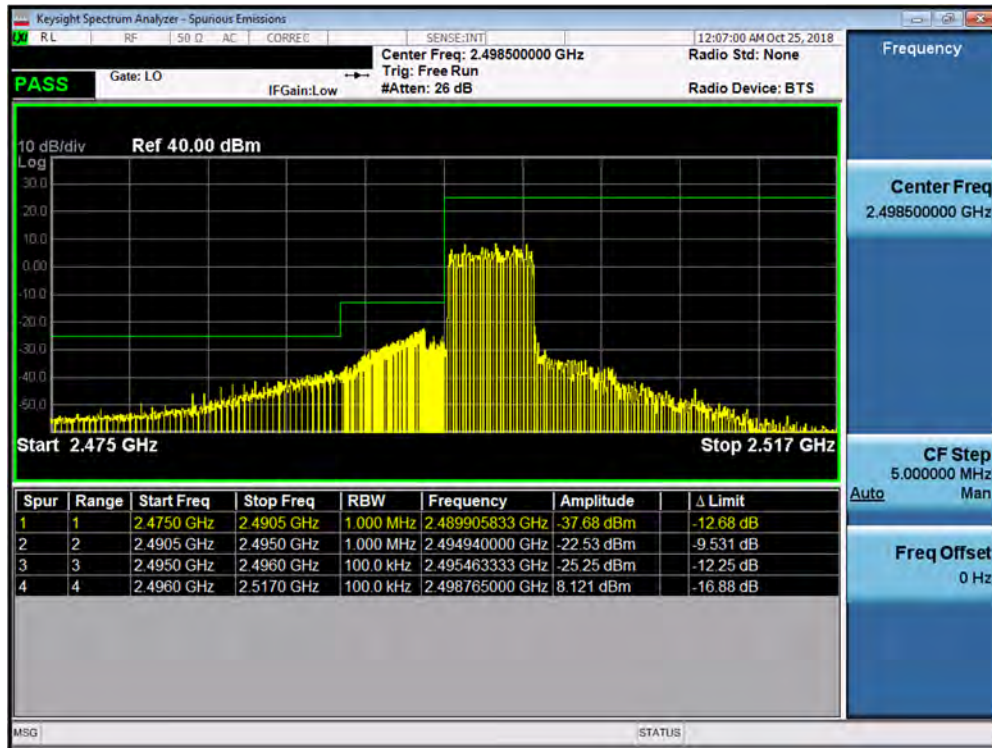 Keysight Spectrum Analyzer - Spurious Emissions
LXI RL RF 50 Ω AC CORREC SENSE:INT 12:07:00 AM Oct 25, 2018
Center Freq: 2.498500000 GHz Radio Std: None
Gate: LO Trig: Free Run
PASS IFGain:Low #Atten: 26 dB Radio Device: BTS
10 dB/div Ref 40.00 dBm
Log
30.0
20.0
10.0
0.00
-10.0
-20.0
-30.0
-40.0
-50.0
Start 2.475 GHz Stop 2.517 GHz
Spur Range Start Freq Stop Freq RBW Frequency Amplitude Δ Limit
1 1 2.4750 GHz 2.4905 GHz 1.000 MHz 2.489905833 GHz -37.68 dBm -12.68 dB
2 2 2.4905 GHz 2.4950 GHz 1.000 MHz 2.494940000 GHz -22.53 dBm -9.531 dB
3 3 2.4950 GHz 2.4960 GHz 100.0 kHz 2.495463333 GHz -25.25 dBm -12.25 dB
4 4 2.4960 GHz 2.5170 GHz 100.0 kHz 2.498765000 GHz 8.121 dBm -16.88 dB
Frequency
Center Freq
2.498500000 GHz
CF Step
5.000000 MHz
Auto Man
Freq Offset
0 Hz
MSG STATUS